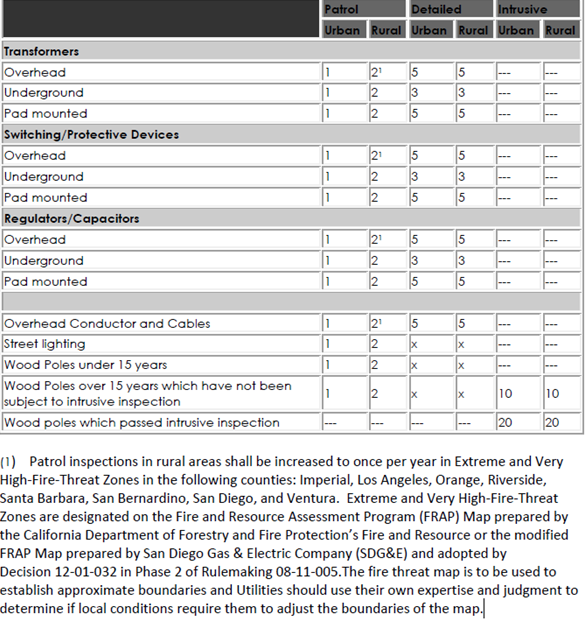 Patrol Detailed Intrusive
Urban Rural Urban Rural Urban Rural
Transformers
Overhead 1 2¹ 5 5 --- ---
Underground 1 2 3 3 --- ---
Pad mounted 1 2 5 5 --- ---
Switching/Protective Devices
Overhead 1 2¹ 5 5 --- ---
Underground 1 2 3 3 --- ---
Pad mounted 1 2 5 5 --- ---
Regulators/Capacitors
Overhead 1 2¹ 5 5 --- ---
Underground 1 2 3 3 --- ---
Pad mounted 1 2 5 5 --- ---
Overhead Conductor and Cables 1 2¹ 5 5 --- ---
Street lighting 1 2 x x --- ---
Wood Poles under 15 years 1 2 x x --- ---
Wood Poles over 15 years which have not been
subject to intrusive inspection 1 2 x x 10 10
Wood poles which passed intrusive inspection --- --- --- --- 20 20
(1) Patrol inspections in rural areas shall be increased to once per year in Extreme and Very
High-Fire-Threat Zones in the following counties: Imperial, Los Angeles, Orange, Riverside,
Santa Barbara, San Bernardino, San Diego, and Ventura. Extreme and Very High-Fire-Threat
Zones are designated on the Fire and Resource Assessment Program (FRAP) Map prepared by
the California Department of Forestry and Fire Protection's Fire and Resource or the modified
FRAP Map prepared by San Diego Gas & Electric Company (SDG&E) and adopted by
Decision 12-01-032 in Phase 2 of Rulemaking 08-11-005.The fire threat map is to be used to
establish approximate boundaries and Utilities should use their own expertise and judgment to
determine if local conditions require them to adjust the boundaries of the map.